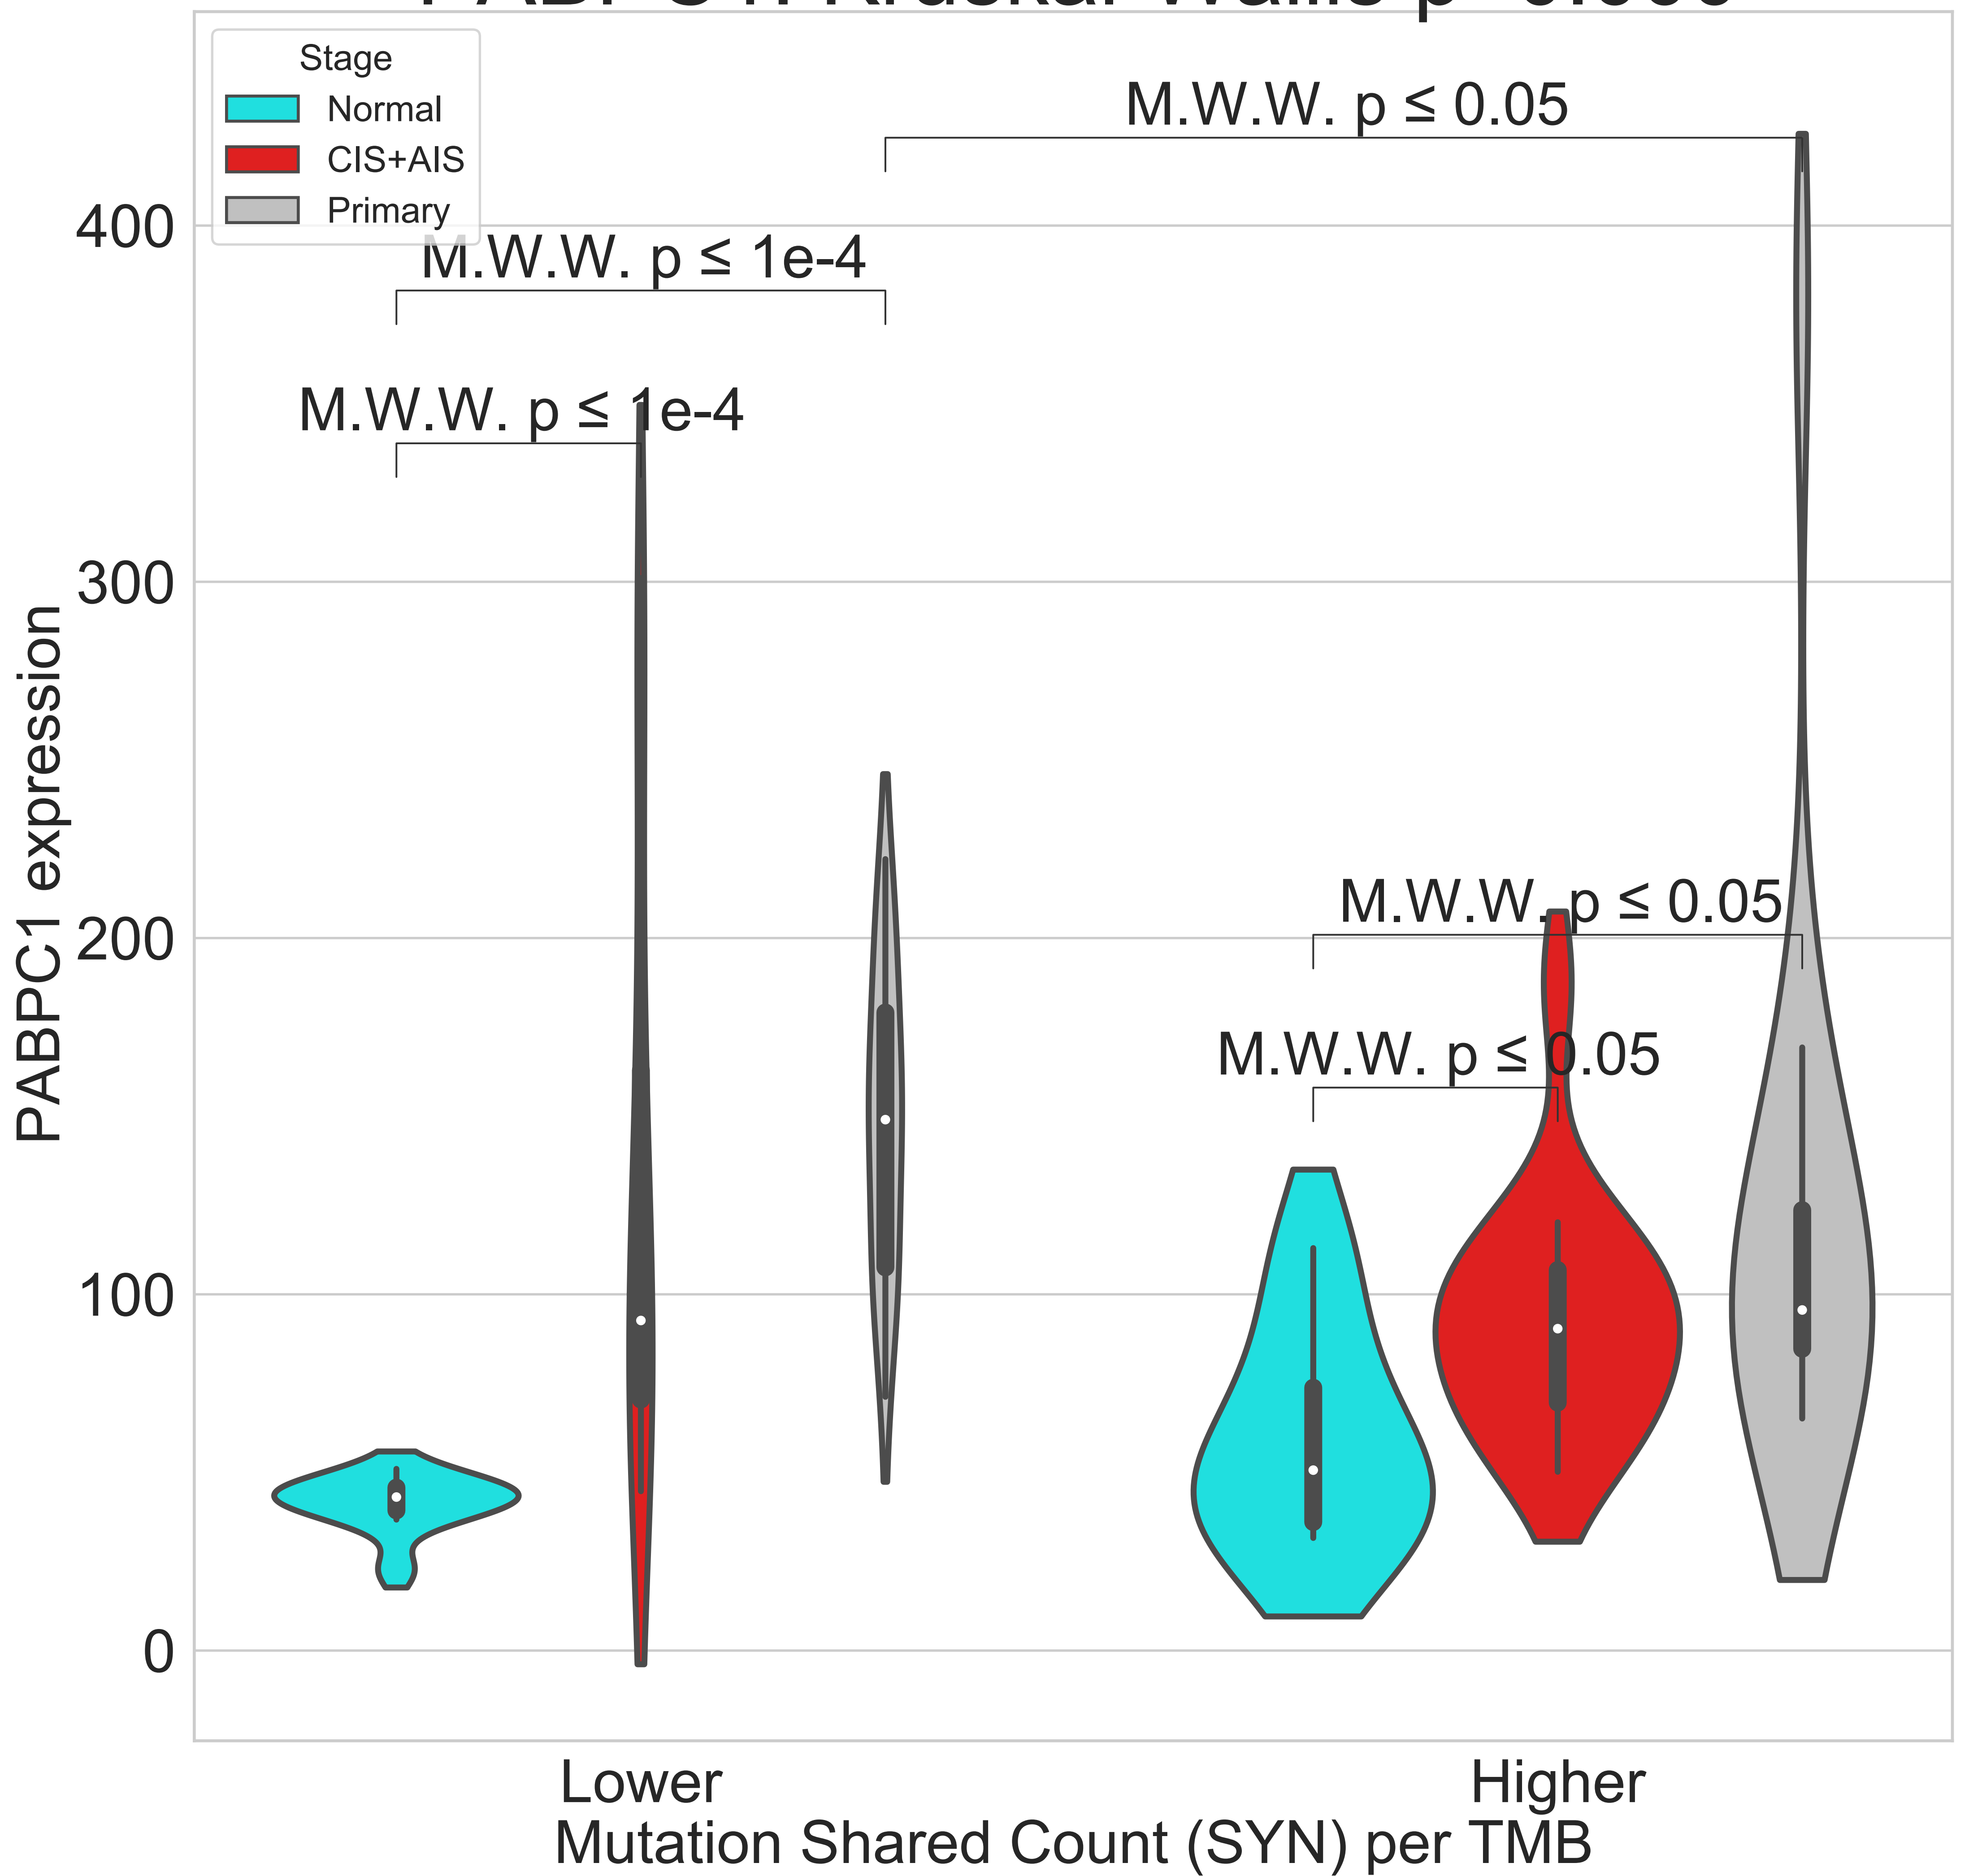 Stage
Normal
CIS+AIS
Primary
M.W.W. p ≤ 0.05
M.W.W. p ≤ 1e-4
M.W.W. p ≤ 1e-4
M.W.W. p ≤ 0.05
M.W.W. p ≤ 0.05
400
300
200
100
0
PABPC1 expression
Lower
Higher
Mutation Shared Count (SYN) per TMB